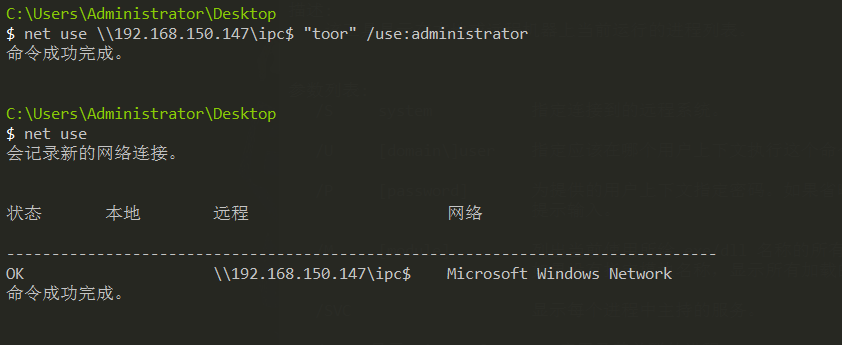 C:\Users\Administrator\Desktop
$ net use \\192.168.150.147\ipc$ "toor" /use:administrator
命令成功完成。
C:\Users\Administrator\Desktop
$ net use
会记录新的网络连接。
状态 本地 远程 网络
-------------------------------------------------------------------------------
OK \\192.168.150.147\ipc$ Microsoft Windows Network
命令成功完成。